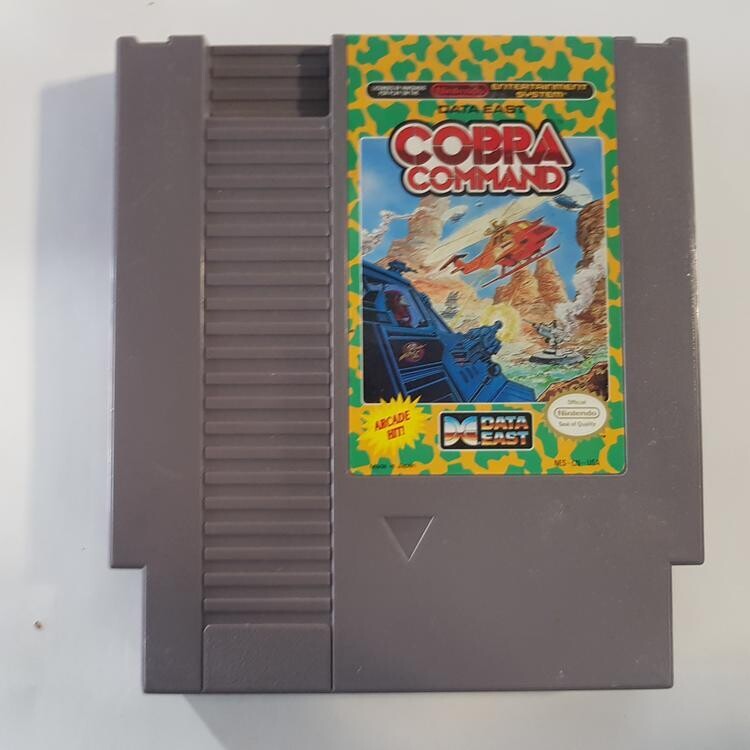 Nintendo
ENTERTAINMENT
SYSTEM
DATA EAST
COBRA
COMMAND
ARCADE
HIT!
DATA
EAST
Official
Nintendo
Seal of Quality